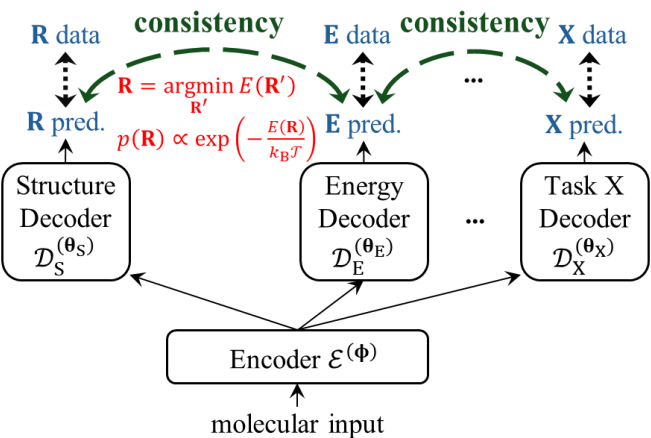 consistency consistency
R data E data X data
R = argmin E(R′)
R′
...
p(R) ∝ exp(−E(R)/k_B𝒯)
R pred. E pred. X pred.
Structure Energy Task X
Decoder Decoder ... Decoder
𝒟_S^(θ_S) 𝒟_E^(θ_E) 𝒟_X^(θ_X)
Encoder ℰ^(ϕ)
molecular input